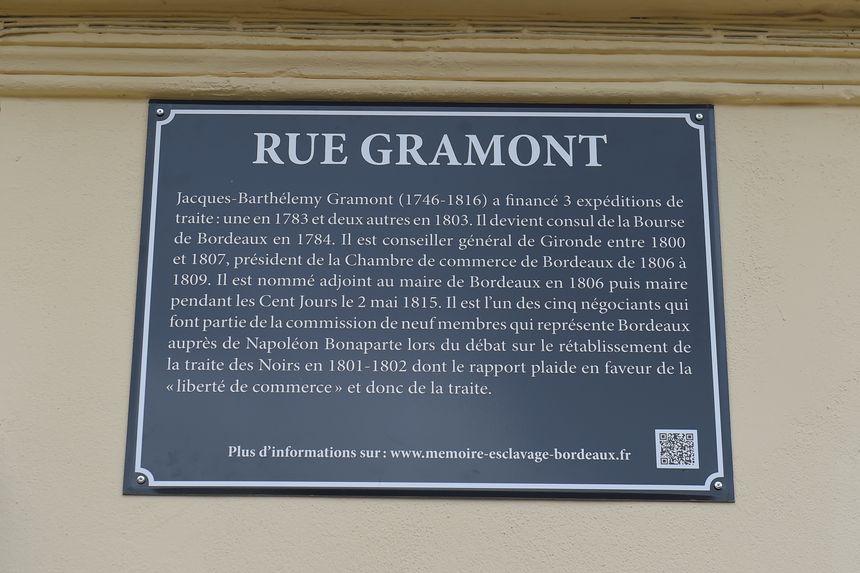 RUE GRAMONT
Jacques-Barthélemy Gramont (1746-1816) a financé 3 expéditions de
traite : une en 1783 et deux autres en 1803. Il devient consul de la Bourse
de Bordeaux en 1784. Il est conseiller général de Gironde entre 1800
et 1807, président de la Chambre de commerce de Bordeaux de 1806 à
1809. Il est nommé adjoint au maire de Bordeaux en 1806 puis maire
pendant les Cent Jours le 2 mai 1815. Il est l'un des cinq négociants qui
font partie de la commission de neuf membres qui représente Bordeaux
auprès de Napoléon Bonaparte lors du débat sur le rétablissement de
la traite des Noirs en 1801-1802 dont le rapport plaide en faveur de la
« liberté de commerce » et donc de la traite.
Plus d'informations sur : www.memoire-esclavage-bordeaux.fr